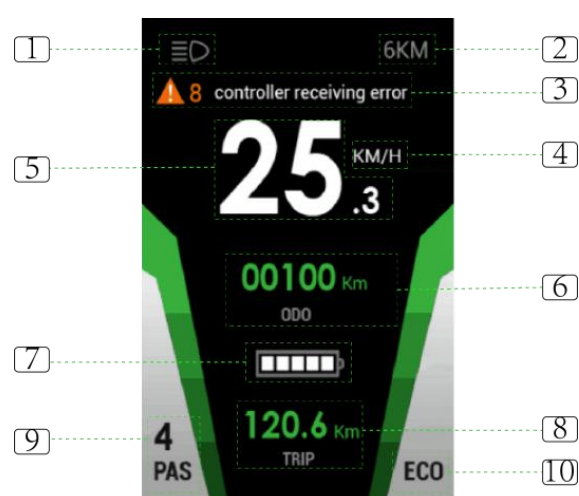 1
6KM
2
8 controller receiving error
3
25.3
KM/H
4
5
00100 Km
ODO
6
7
120.6 Km
TRIP
8
9
4
PAS
ECO
10